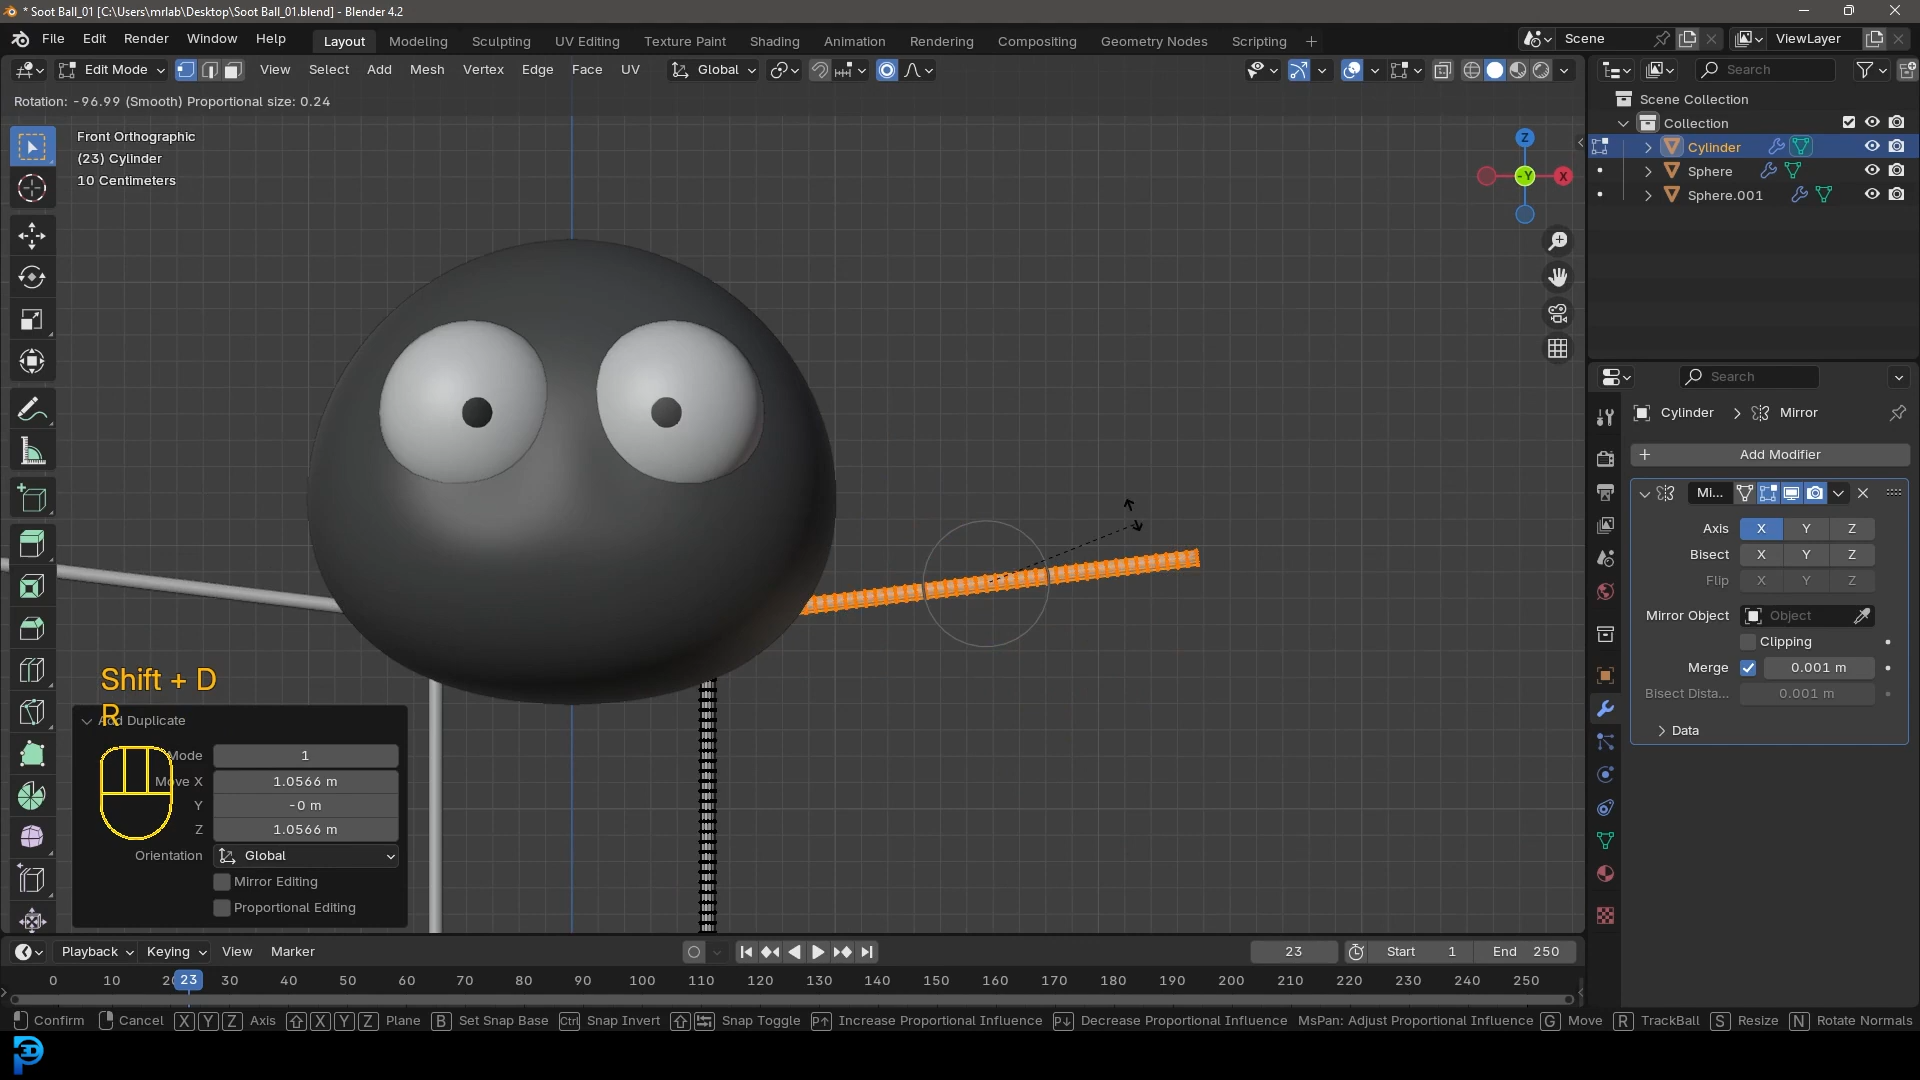 * Soot Ball_01 [C:\Users\mrlab\Desktop\Soot Ball_01.blend] - Blender 4.2
File Edit Render Window Help Layout Modeling Sculpting UV Editing Texture Paint Shading Animation Rendering Compositing Geometry Nodes Scripting + Scene ViewLayer
Edit Mode View Select Add Mesh Vertex Edge Face UV Global Search
Rotation: -96.99 (Smooth) Proportional size: 0.24
Scene Collection
Front Orthographic
(23) Cylinder
10 Centimeters
Collection
Cylinder
Sphere
Sphere.001
Z
-Y
X
Search
Cylinder > Mirror
+ Add Modifier
Mi...
Axis X Y Z
Bisect X Y Z
Flip X Y Z
Mirror Object Object
Clipping
Merge 0.001 m
Bisect Dista... 0.001 m
Data
Shift + D
R
Add Duplicate
Mode 1
Move X 1.0566 m
Y -0 m
Z 1.0566 m
Orientation Global
Mirror Editing
Proportional Editing
Playback Keying View Marker 23 Start 1 End 250
0 10 23 30 40 50 60 70 80 90 100 110 120 130 140 150 160 170 180 190 200 210 220 230 240 250
Confirm Cancel X Y Z Axis X Y Z Plane B Set Snap Base Ctrl Snap Invert Snap Toggle P↑ Increase Proportional Influence P↓ Decrease Proportional Influence MsPan: Adjust Proportional Influence G Move R TrackBall S Resize N Rotate Normals